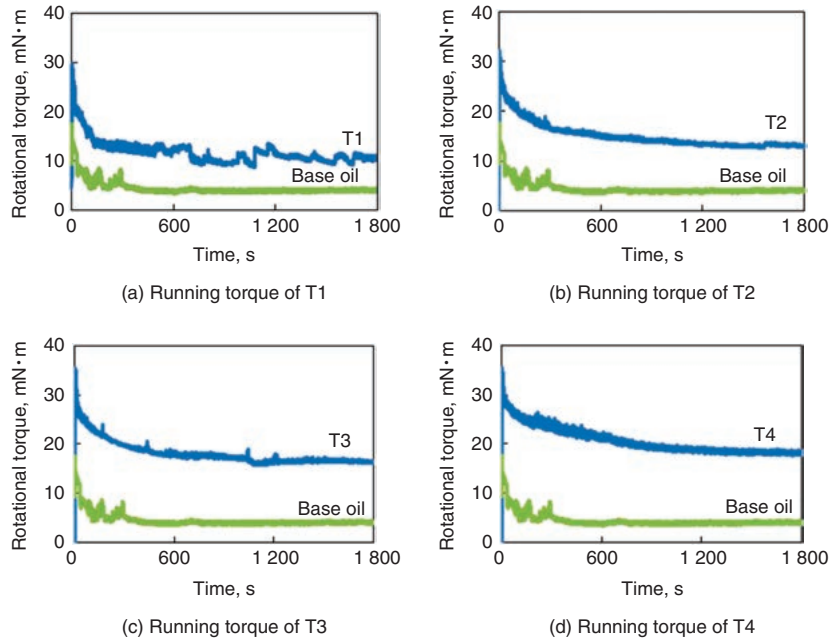 40
30
20
10
0
Rotational torque, mN·m
T1
Base oil
0 600 1 200 1 800
Time, s
(a) Running torque of T1
40
30
20
10
0
Rotational torque, mN·m
T2
Base oil
0 600 1 200 1 800
Time, s
(b) Running torque of T2
40
30
20
10
0
Rotational torque, mN·m
T3
Base oil
0 600 1 200 1 800
Time, s
(c) Running torque of T3
40
30
20
10
0
Rotational torque, mN·m
T4
Base oil
0 600 1 200 1 800
Time, s
(d) Running torque of T4